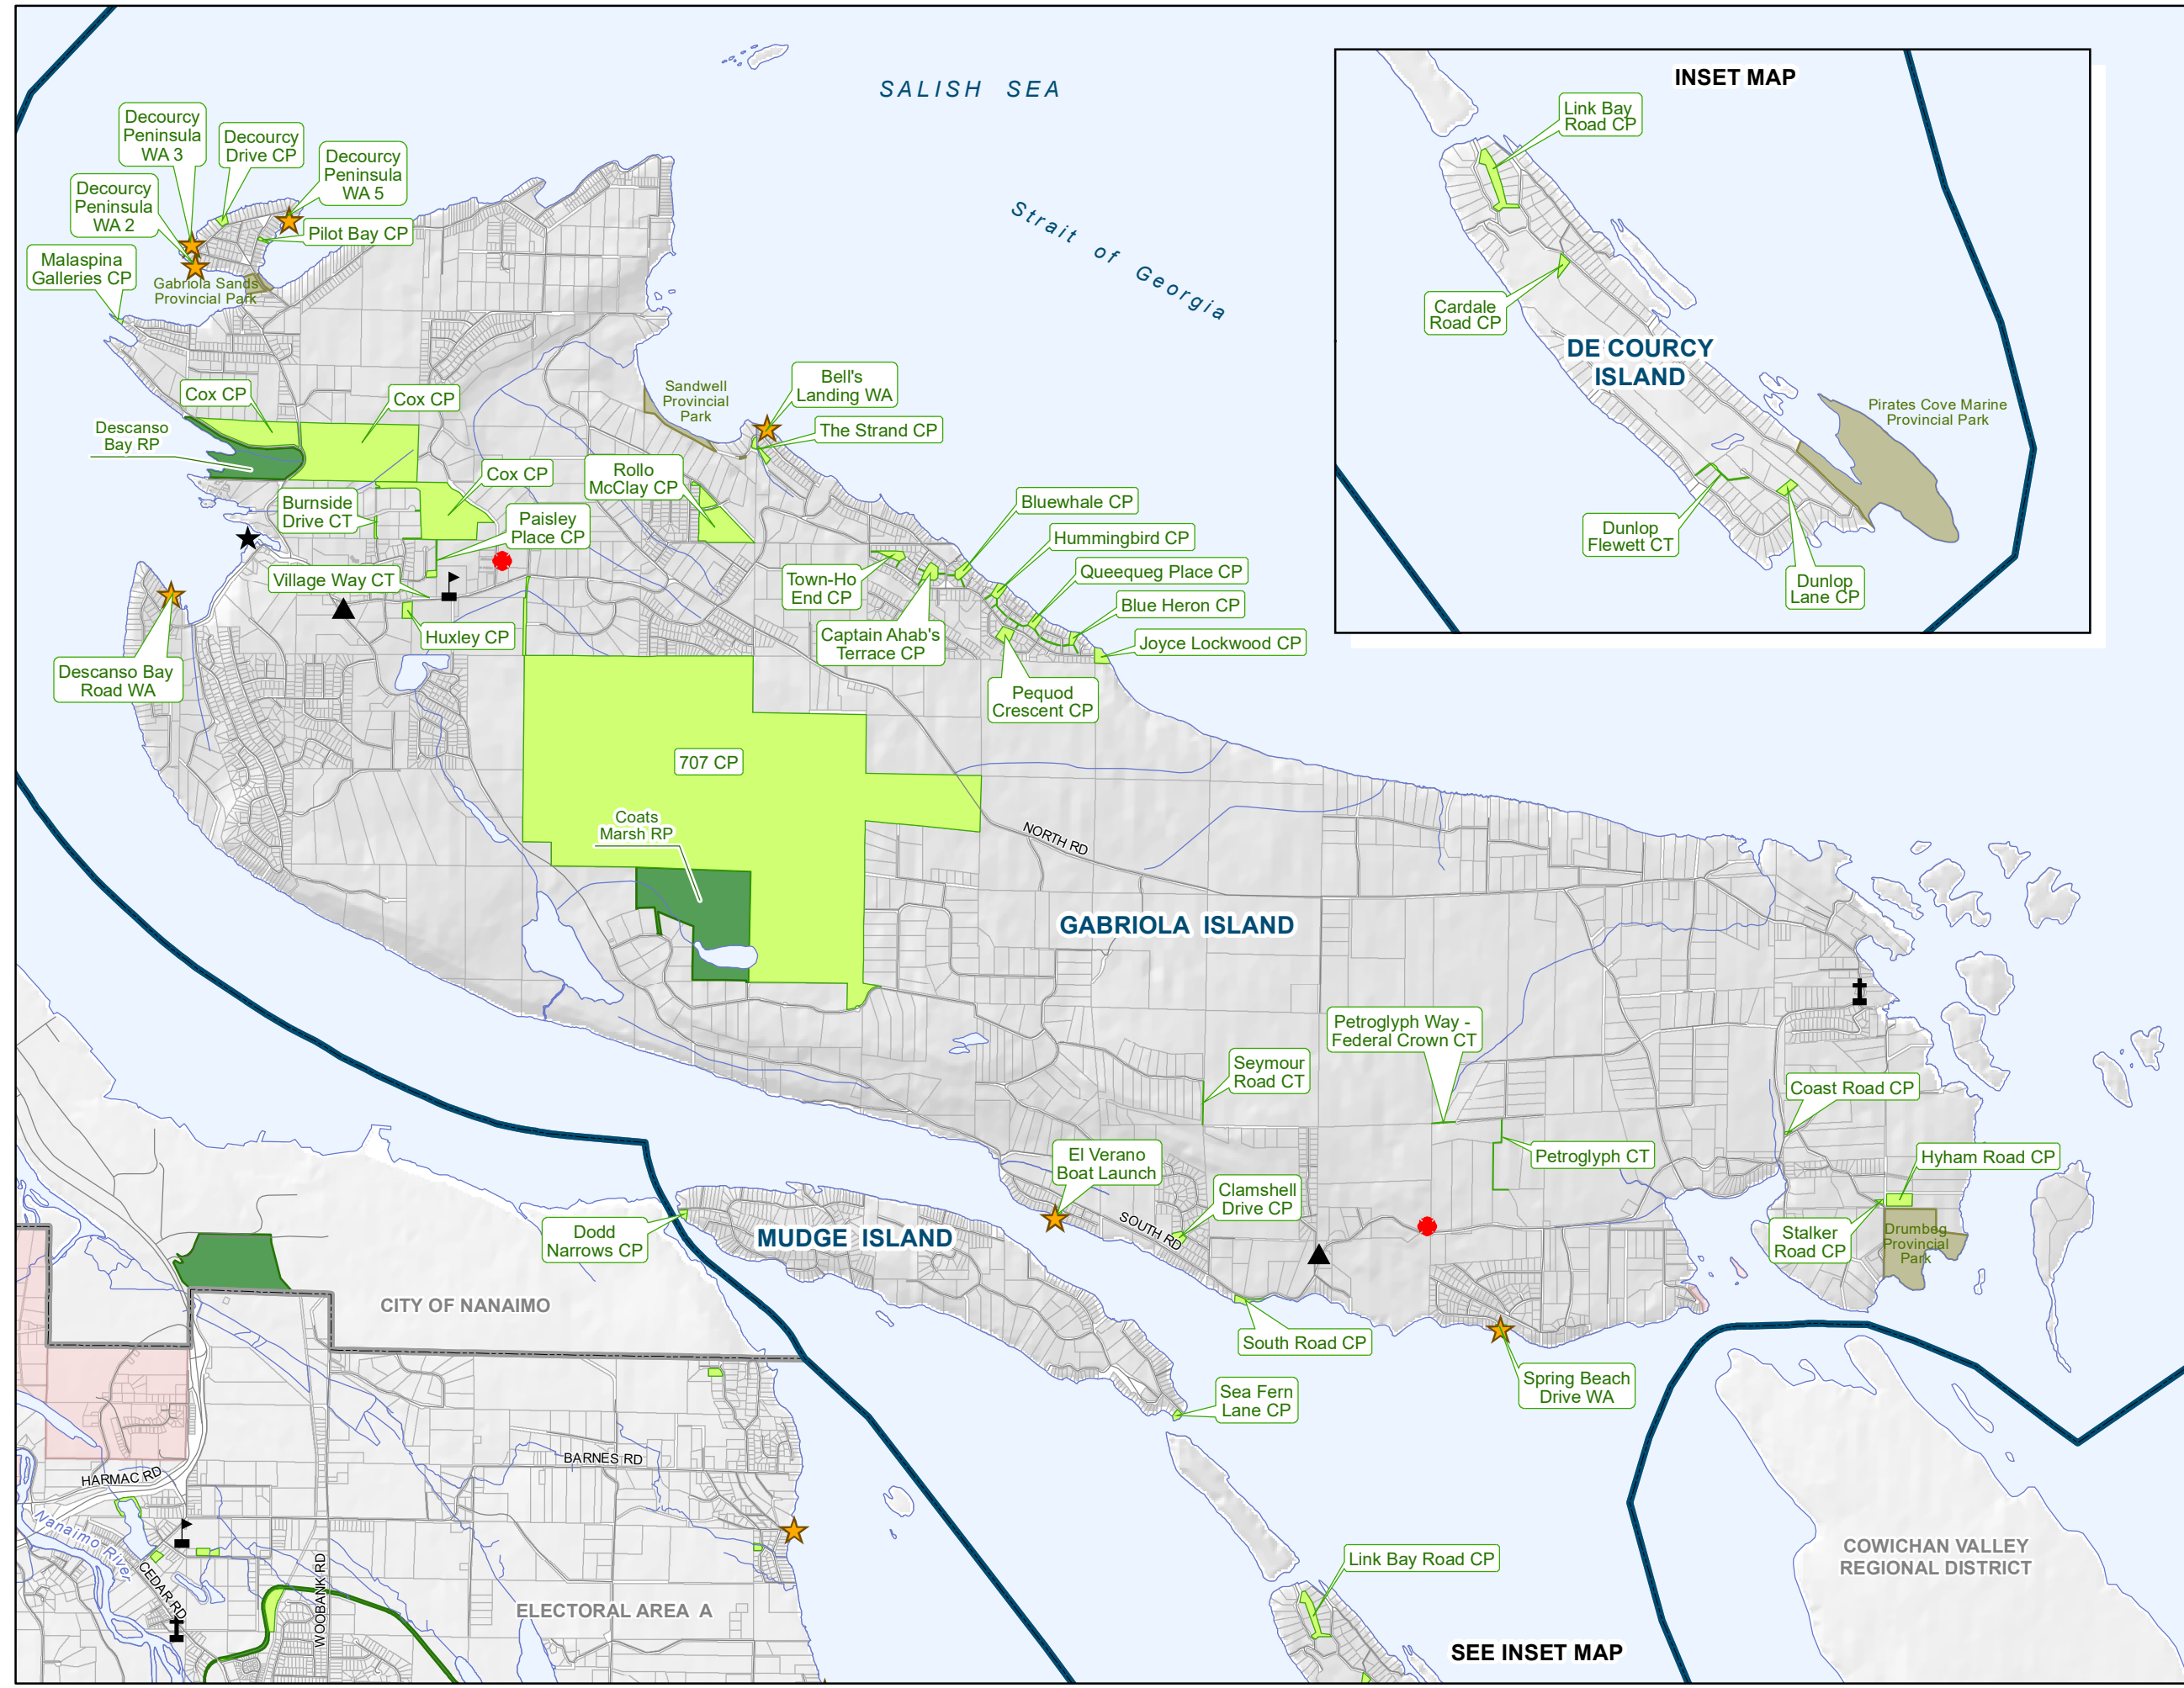 SALISH SEA
Strait of Georgia
INSET MAP
Link Bay
Road CP
Cardale
Road CP
DE COURCY
ISLAND
Pirates Cove Marine
Provincial Park
Dunlop
Flewett CT
Dunlop
Lane CP
Decourcy
Peninsula
WA 3
Decourcy
Drive CP
Decourcy
Peninsula
WA 5
Decourcy
Peninsula
WA 2
Pilot Bay CP
Malaspina
Galleries CP
Gabriola Sands
Provincial Park
Cox CP
Cox CP
Descanso
Bay RP
Sandwell
Provincial
Park
Bell's
Landing WA
The Strand CP
Cox CP
Rollo
McClay CP
Burnside
Drive CT
Paisley
Place CP
Bluewhale CP
Hummingbird CP
Village Way CT
Town-Ho
End CP
Queequeg Place CP
Blue Heron CP
Huxley CP
Captain Ahab's
Terrace CP
Joyce Lockwood CP
Descanso Bay
Road WA
Pequod
Crescent CP
707 CP
Coats
Marsh RP
NORTH RD
GABRIOLA ISLAND
Petroglyph Way -
Federal Crown CT
Seymour
Road CT
Coast Road CP
El Verano
Boat Launch
Petroglyph CT
Hyham Road CP
Clamshell
Drive CP
SOUTH RD
Dodd
Narrows CP
MUDGE ISLAND
Stalker
Road CP
Drumbeg
Provincial
Park
CITY OF NANAIMO
South Road CP
Spring Beach
Drive WA
Sea Fern
Lane CP
HARMAC RD
BARNES RD
Nanaimo River
CEDAR RD
WOOBANK RD
ELECTORAL AREA A
Link Bay Road CP
SEE INSET MAP
COWICHAN VALLEY
REGIONAL DISTRICT